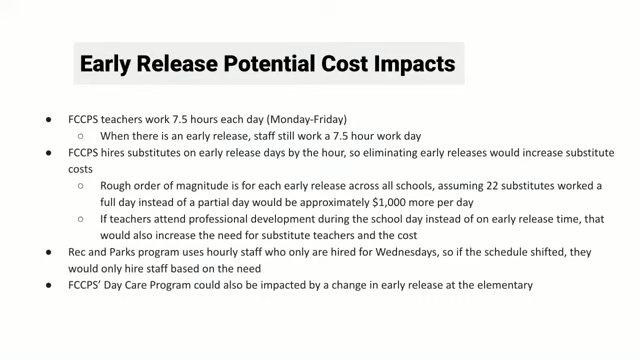 Early Release Potential Cost Impacts
● FCCPS teachers work 7.5 hours each day (Monday-Friday)
○ When there is an early release, staff still work a 7.5 hour work day
● FCCPS hires substitutes on early release days by the hour, so eliminating early releases would increase substitute
costs
○ Rough order of magnitude is for each early release across all schools, assuming 22 substitutes worked a
full day instead of a partial day would be approximately $1,000 more per day
○ If teachers attend professional development during the school day instead of on early release time, that
would also increase the need for substitute teachers and the cost
● Rec and Parks program uses hourly staff who only are hired for Wednesdays, so if the schedule shifted, they
would only hire staff based on the need
● FCCPS’ Day Care Program could also be impacted by a change in early release at the elementary